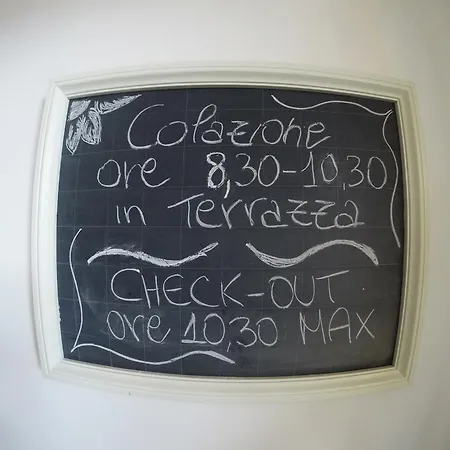 Colazione
ore 8,30-10,30
in Terrazza
CHECK-OUT
ore 10,30 MAX